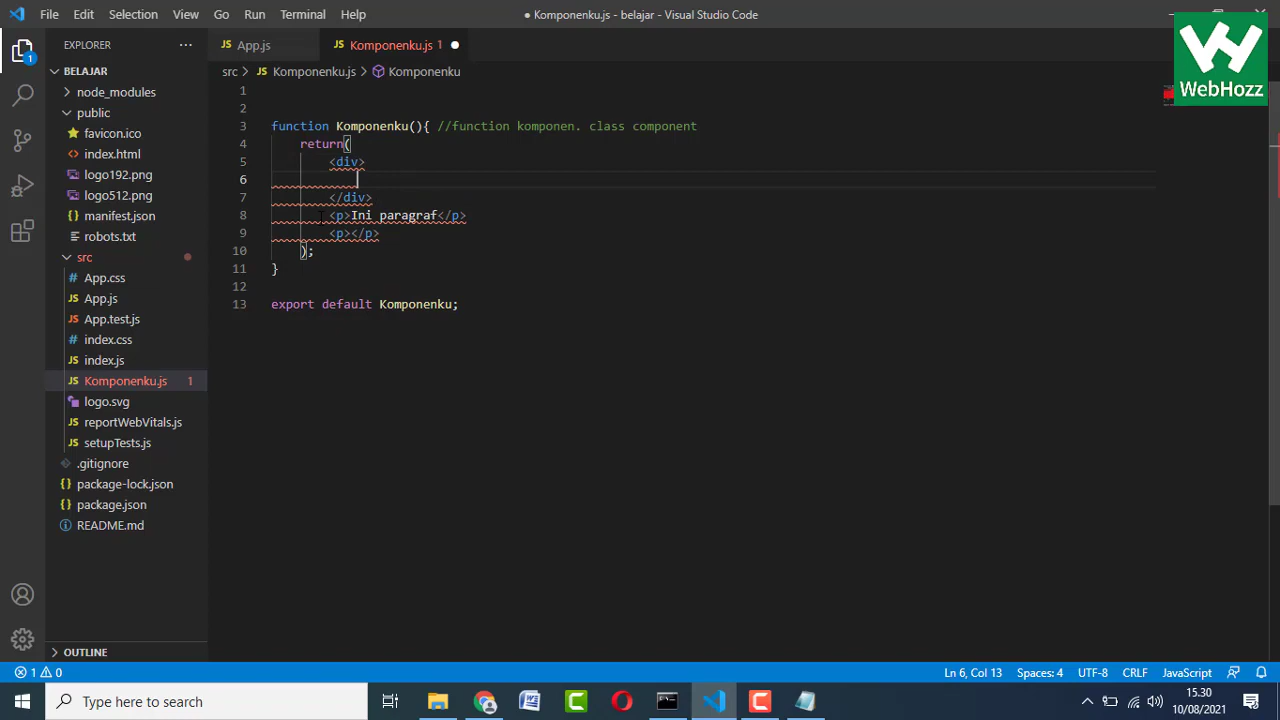 File Edit Selection View Go Run Terminal Help
● Komponenku.js - belajar - Visual Studio Code
WebHozz
EXPLORER ···
App.js
JS Komponenku.js 1 ●
src > JS Komponenku.js > Komponenku
BELAJAR
node_modules
public
favicon.ico
<> index.html
logo192.png
logo512.png
manifest.json
robots.txt
src
App.css
JS App.js
JS App.test.js
index.css
JS index.js
JS Komponenku.js 1
logo.svg
JS reportWebVitals.js
JS setupTests.js
.gitignore
package-lock.json
package.json
README.md
OUTLINE
1
1
2
3 function Komponenku(){ //function komponen. class component
4 return(
5 <div>
6
7 </div>
8 <p>Ini paragraf</p>
9 <p></p>
10 );
11 }
12
13 export default Komponenku;
1 0
Ln 6, Col 13 Spaces: 4 UTF-8 CRLF JavaScript
Type here to search
15.30
10/08/2021